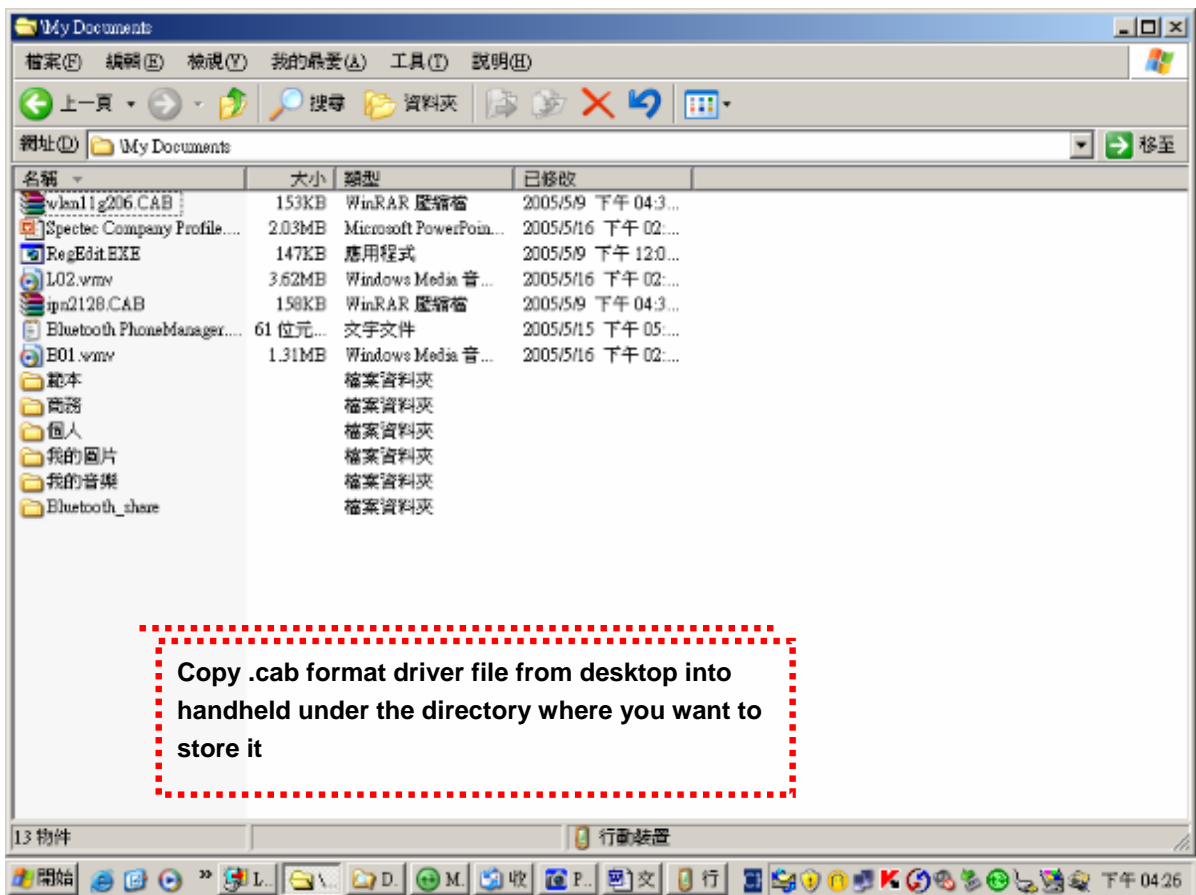 \My Documents
檔案(F) 編輯(E) 檢視(V) 我的最愛(A) 工具(T) 說明(H)
上一頁 搜尋 資料夾
網址(D) \My Documents 移至
名稱 大小 類型 已修改
wlan11g206.CAB 153KB WinRAR 壓縮檔 2005/5/9 下午 04:3...
Spectec Company Profile.... 2.03MB Microsoft PowerPoin... 2005/5/16 下午 02:...
RegEdit.EXE 147KB 應用程式 2005/5/9 下午 12:0...
L02.wmv 3.62MB Windows Media 音... 2005/5/16 下午 02:...
ipn2128.CAB 158KB WinRAR 壓縮檔 2005/5/9 下午 04:3...
Bluetooth PhoneManager.... 61 位元... 文字文件 2005/5/15 下午 05:...
B01.wmv 1.31MB Windows Media 音... 2005/5/16 下午 02:...
範本 檔案資料夾
商務 檔案資料夾
個人 檔案資料夾
我的圖片 檔案資料夾
我的音樂 檔案資料夾
Bluetooth_share 檔案資料夾
Copy .cab format driver file from desktop into
handheld under the directory where you want to
store it
13 物件 行動裝置
開始 » L.. \.. D. M. 收 P.. 交 行 下午 04:26